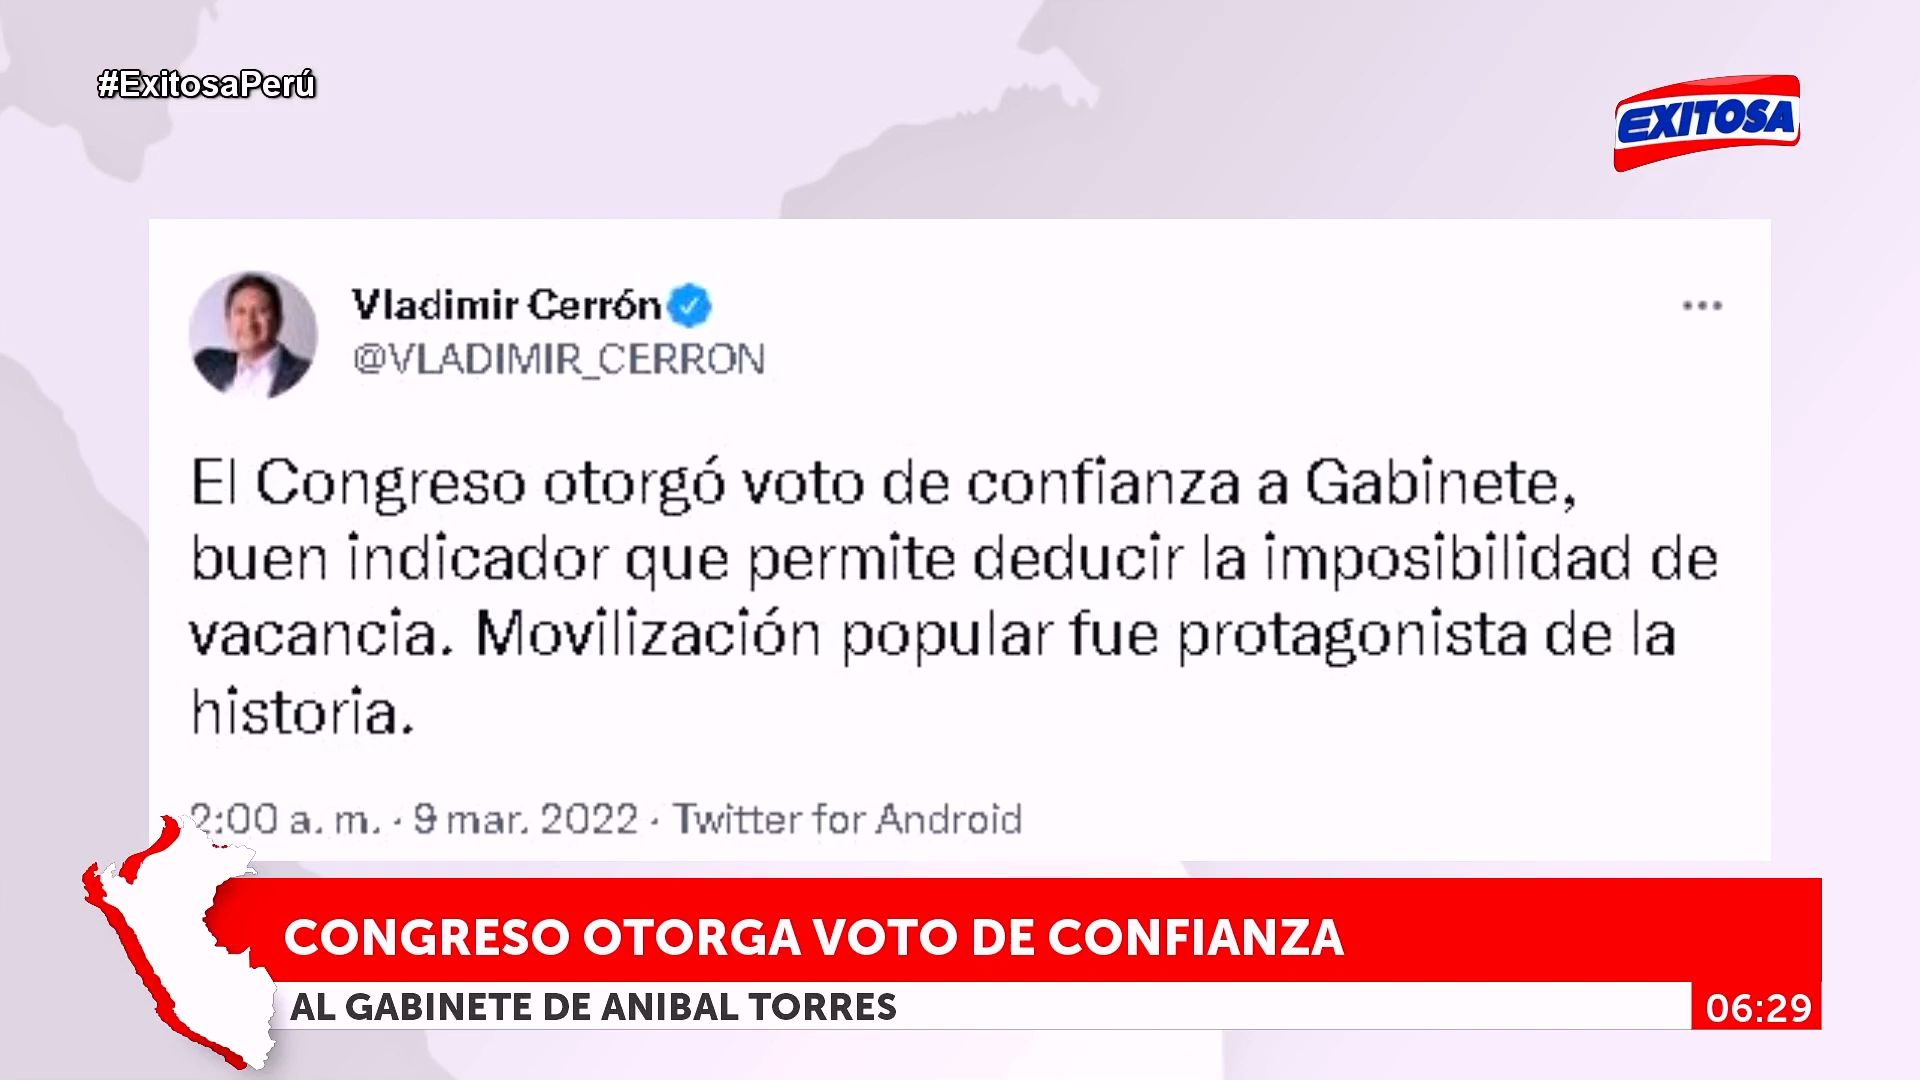 #ExitosaPerú
EXITOSA
Vladimir Cerrón
@VLADIMIR_CERRON
El Congreso otorgó voto de confianza a Gabinete,
buen indicador que permite deducir la imposibilidad de
vacancia. Movilización popular fue protagonista de la
historia.
2:00 a. m. · 9 mar. 2022 · Twitter for Android
CONGRESO OTORGA VOTO DE CONFIANZA
AL GABINETE DE ANIBAL TORRES
06:29